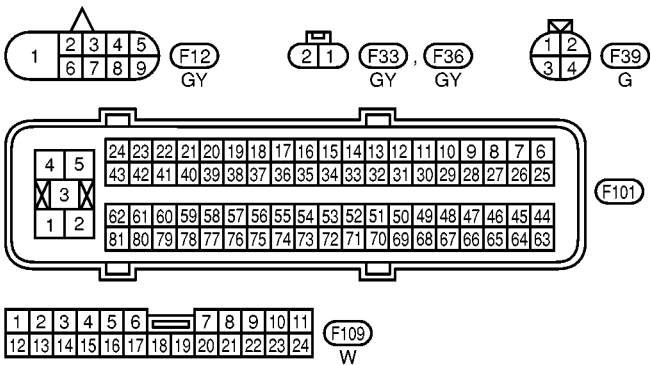 1 2 3 4 5 F12 2 1 F33 , F36 1 2 F39
6 7 8 9 GY GY GY 3 4 G
4 5 24 23 22 21 20 19 18 17 16 15 14 13 12 11 10 9 8 7 6
43 42 41 40 39 38 37 36 35 34 33 32 31 30 29 28 27 26 25
3 F101
1 2 62 61 60 59 58 57 56 55 54 53 52 51 50 49 48 47 46 45 44
81 80 79 78 77 76 75 74 73 72 71 70 69 68 67 66 65 64 63
1 2 3 4 5 6 7 8 9 10 11 F109
12 13 14 15 16 17 18 19 20 21 22 23 24 W